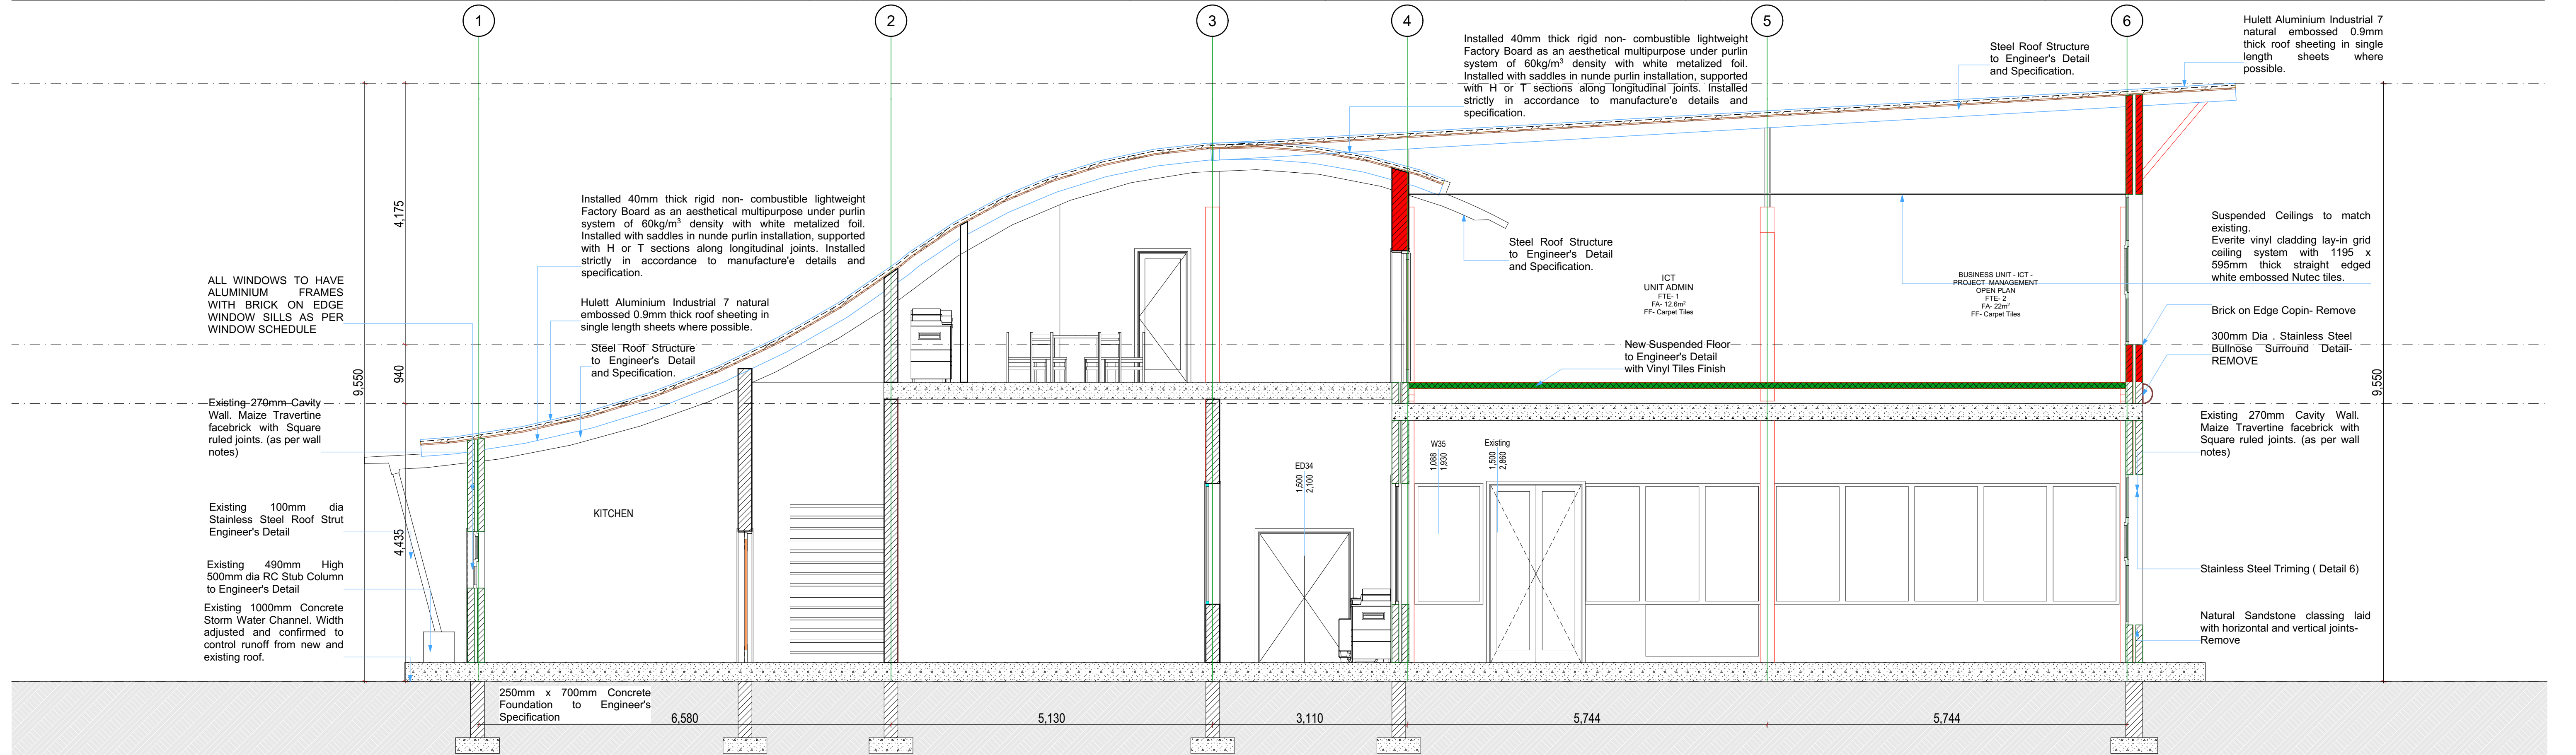 1
2
3
4
5
6
Hulett Aluminium Industrial 7
natural embossed 0.9mm
thick roof sheeting in single
length sheets where
possible.
Installed 40mm thick rigid non- combustible lightweight
Factory Board as an aesthetical multipurpose under purlin
system of 60kg/m³ density with white metalized foil.
Installed with saddles in nunde purlin installation, supported
with H or T sections along longitudinal joints. Installed
strictly in accordance to manufacture'e details and
specification.
Steel Roof Structure
to Engineer's Detail
and Specification.
Installed 40mm thick rigid non- combustible lightweight
Factory Board as an aesthetical multipurpose under purlin
system of 60kg/m³ density with white metalized foil.
Installed with saddles in nunde purlin installation, supported
with H or T sections along longitudinal joints. Installed
strictly in accordance to manufacture'e details and
specification.
4,175
940
4,435
9,550
ALL WINDOWS TO HAVE
ALUMINIUM FRAMES
WITH BRICK ON EDGE
WINDOW SILLS AS PER
WINDOW SCHEDULE
Hulett Aluminium Industrial 7 natural
embossed 0.9mm thick roof sheeting in
single length sheets where possible.
Steel Roof Structure
to Engineer's Detail
and Specification.
Steel Roof Structure
to Engineer's Detail
and Specification.
ICT
UNIT ADMIN
FTE- 1
FA- 12.6m²
FF- Carpet Tiles
BUSINESS UNIT - ICT -
PROJECT MANAGEMENT
OPEN PLAN
FTE- 2
FA- 22m²
FF- Carpet Tiles
Suspended Ceilings to match
existing.
Everite vinyl cladding lay-in grid
ceiling system with 1195 x
595mm thick straight edged
white embossed Nutec tiles.
Brick on Edge Copin- Remove
300mm Dia . Stainless Steel
Bullnose Surround Detail-
REMOVE
New Suspended Floor
to Engineer's Detail
with Vinyl Tiles Finish
9,550
Existing 270mm Cavity
Wall. Maize Travertine
facebrick with Square
ruled joints. (as per wall
notes)
Existing 270mm Cavity Wall.
Maize Travertine facebrick with
Square ruled joints. (as per wall
notes)
W35
1,088
1,930
Existing
1,500
2,860
ED34
1,500
2,100
KITCHEN
Existing 100mm dia
Stainless Steel Roof Strut
Engineer's Detail
Existing 490mm High
500mm dia RC Stub Column
to Engineer's Detail
Existing 1000mm Concrete
Storm Water Channel. Width
adjusted and confirmed to
control runoff from new and
existing roof.
Stainless Steel Triming ( Detail 6)
Natural Sandstone classing laid
with horizontal and vertical joints-
Remove
250mm x 700mm Concrete
Foundation to Engineer's
Specification
6,580
5,130
3,110
5,744
5,744